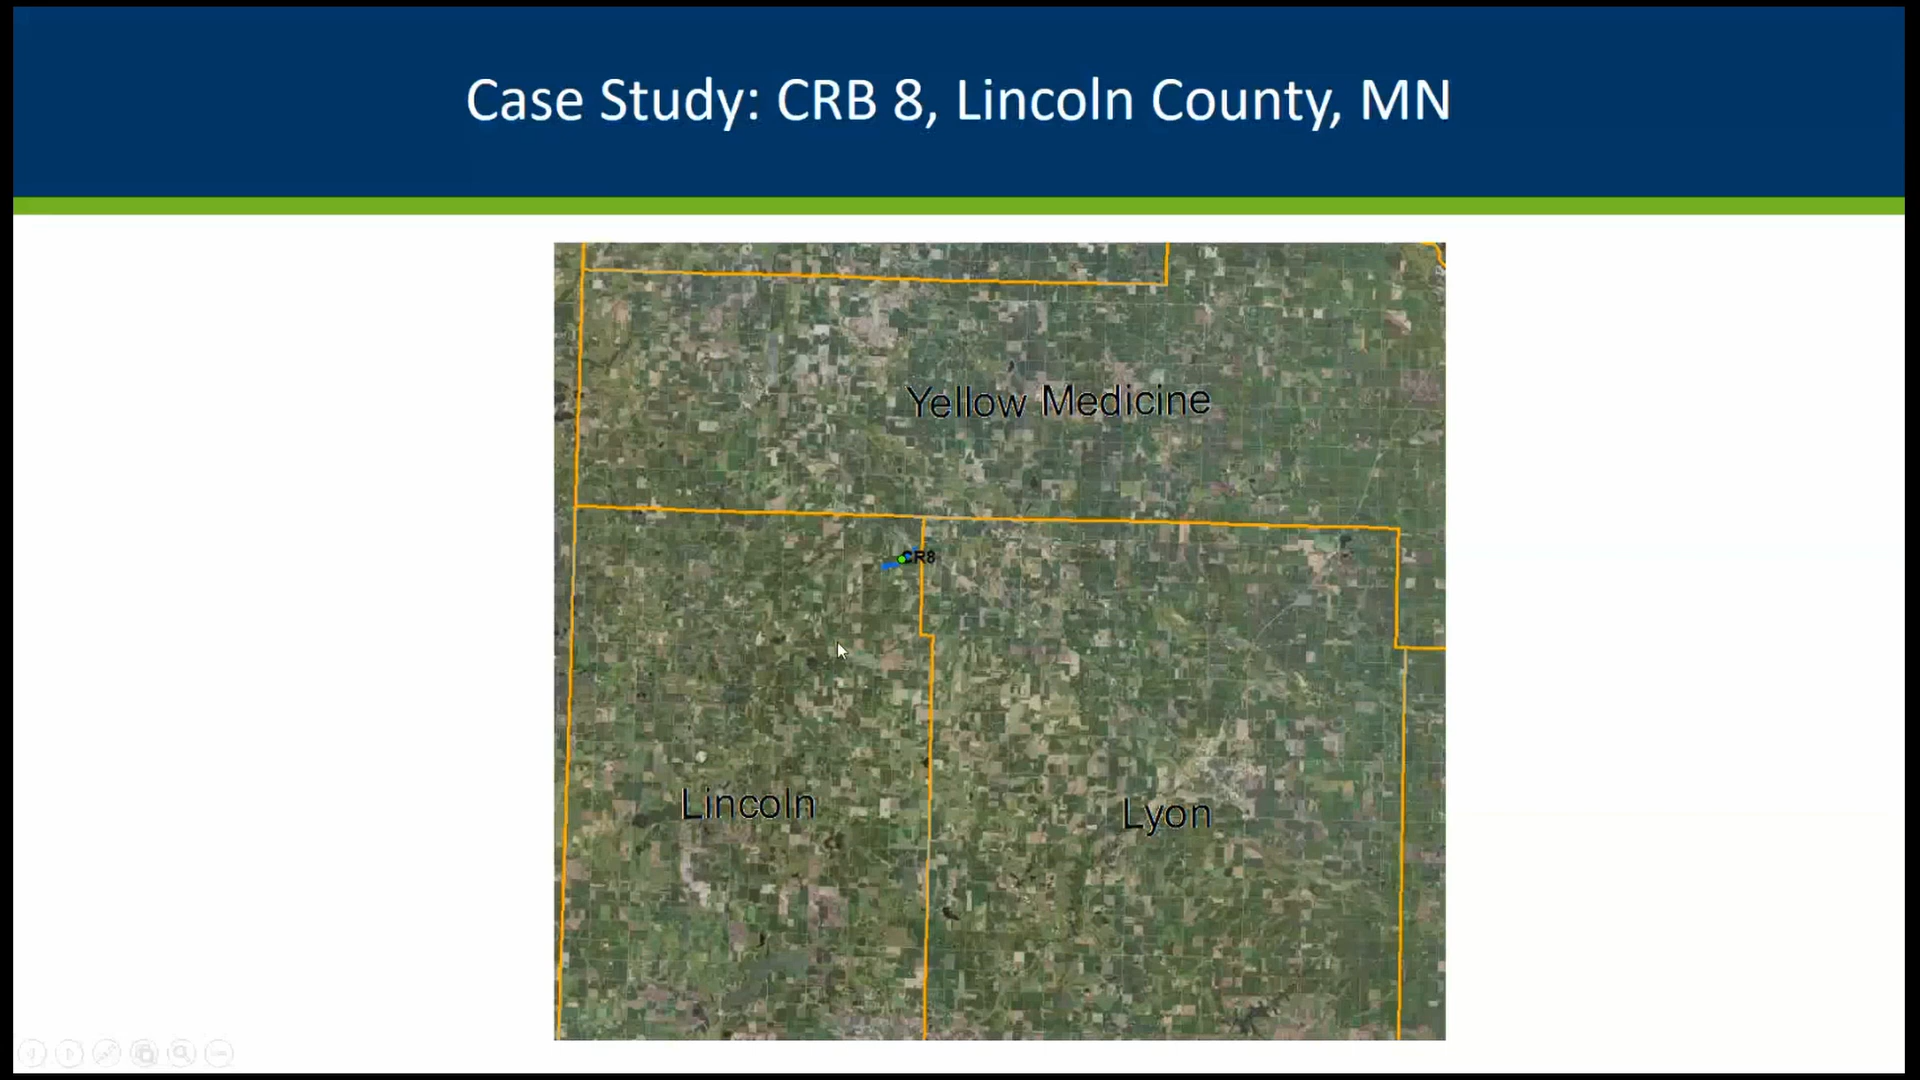 Case Study: CRB 8, Lincoln County, MN
Yellow Medicine
CR8
Lincoln
Lyon